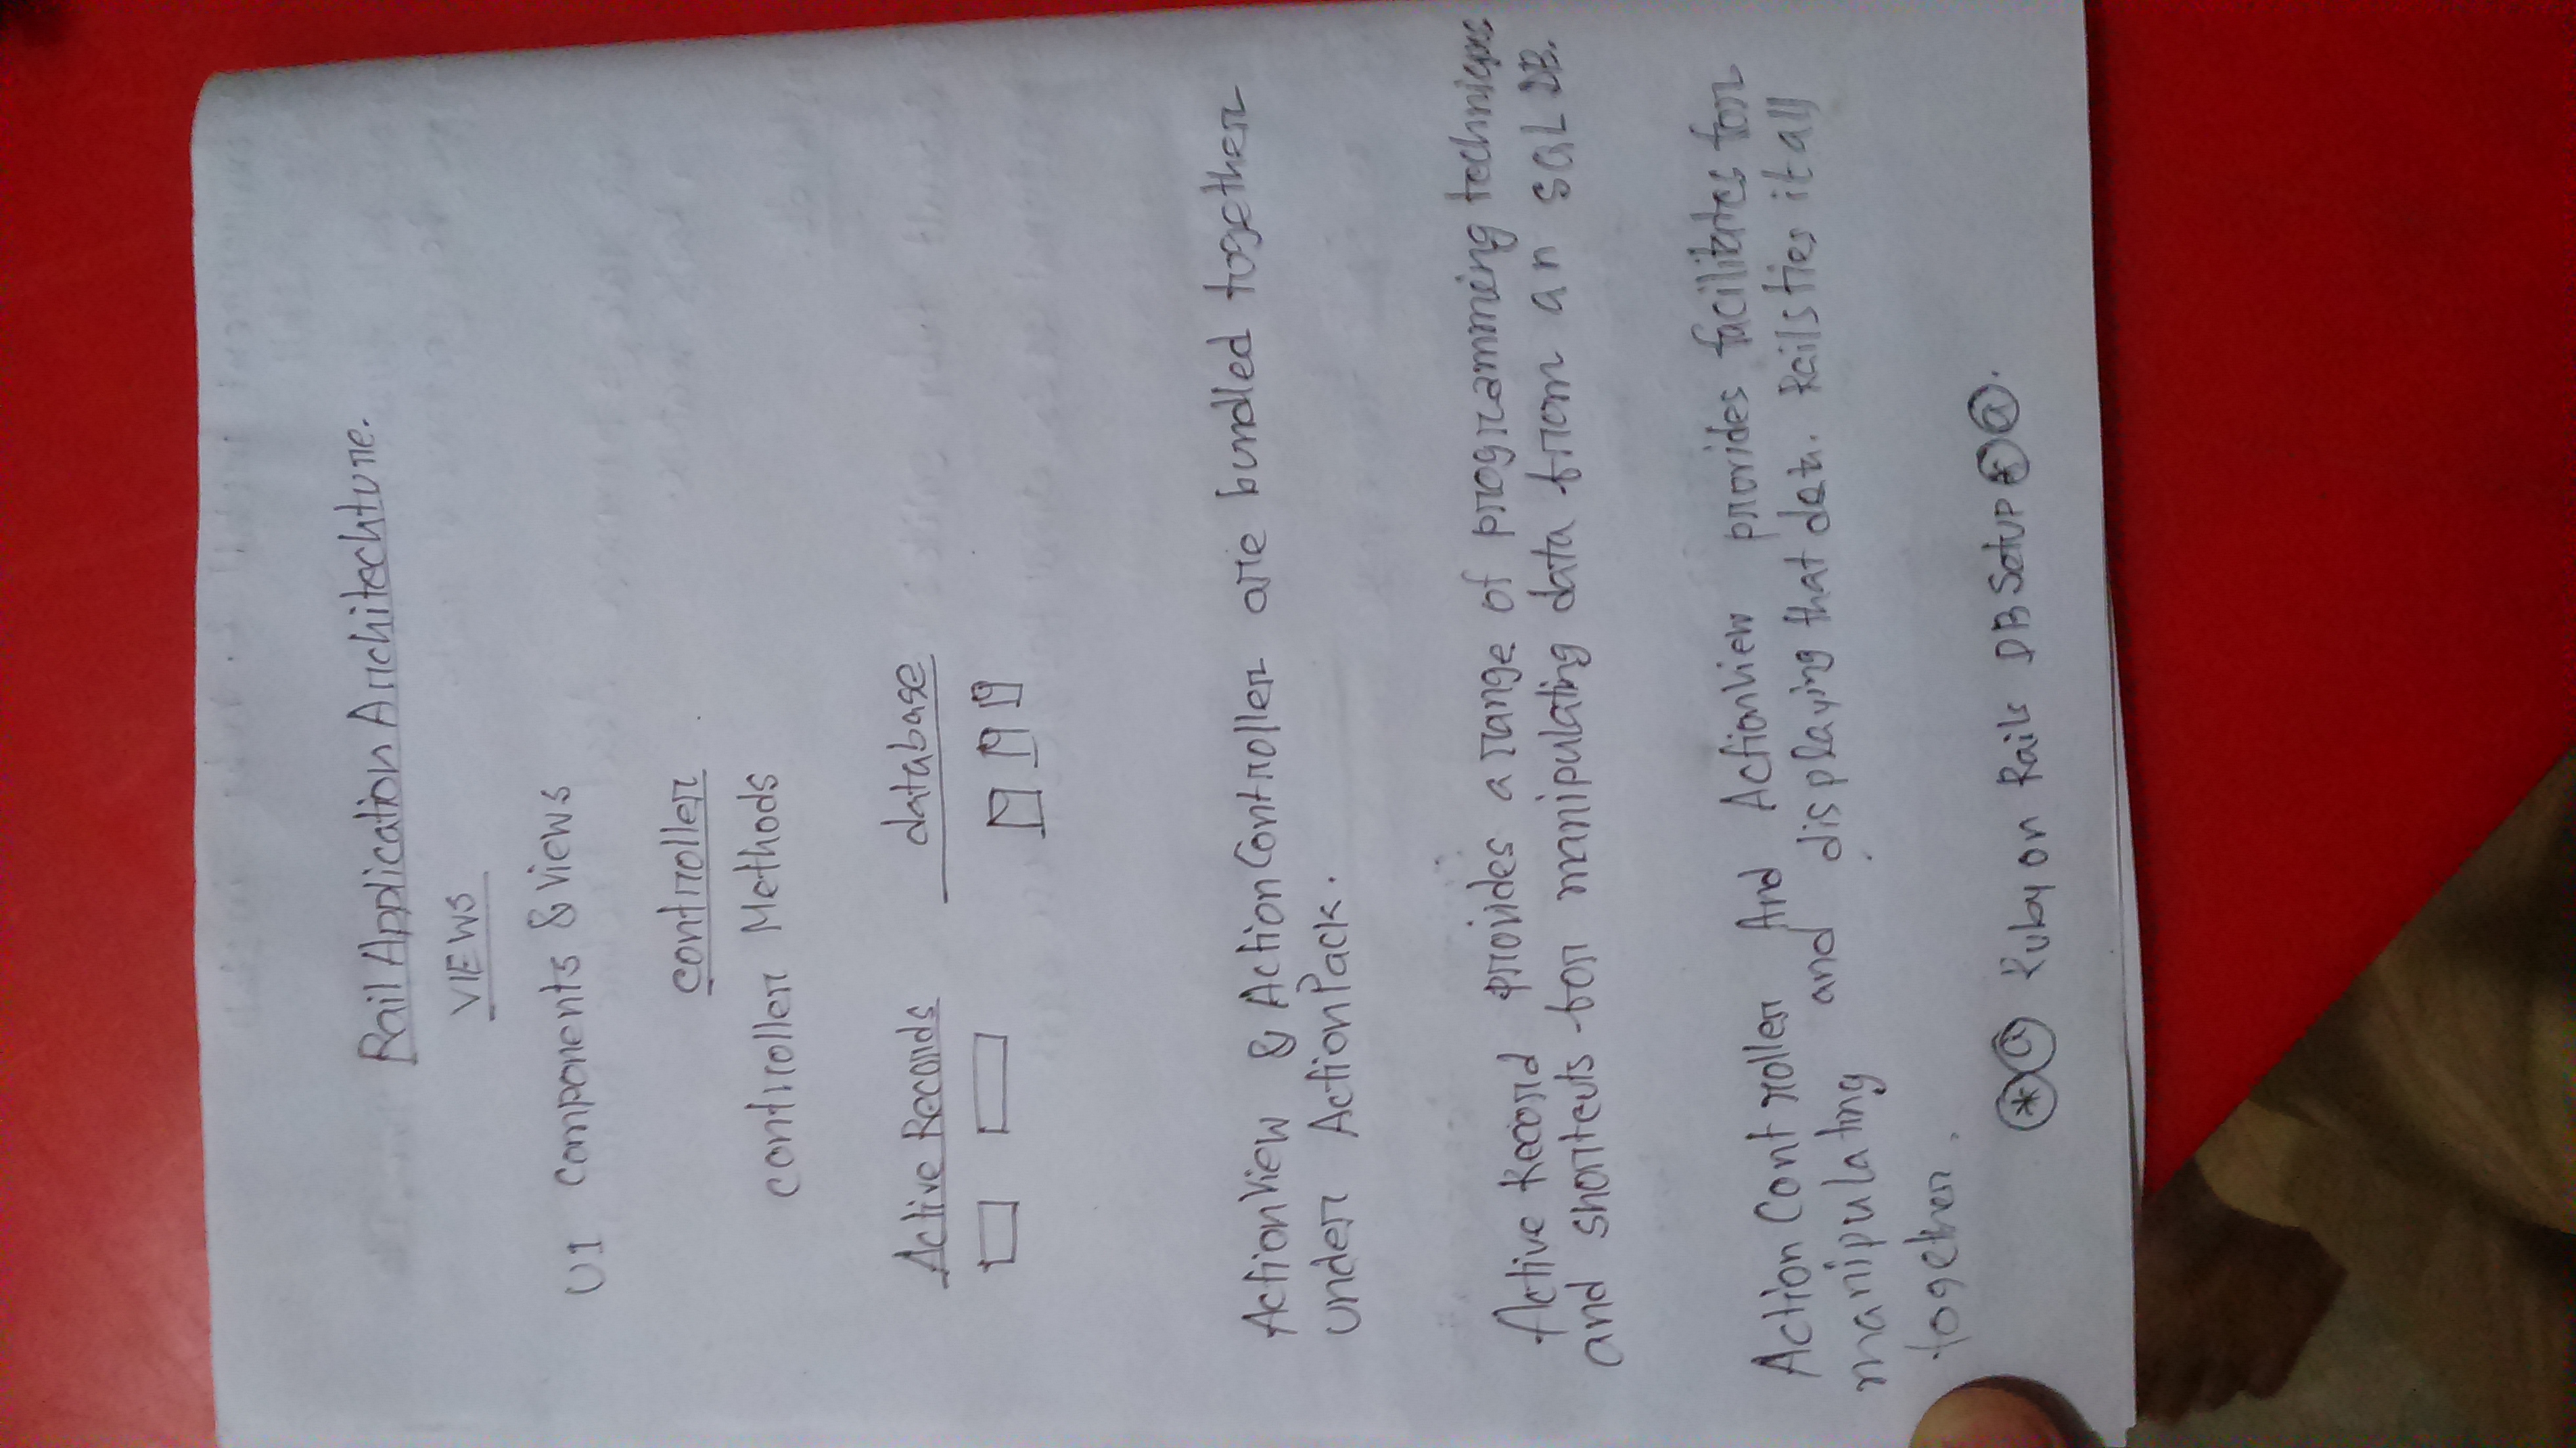 Rail Application Architechture.
VIEWS
UI Components & Views
controller
controller Methods
Active Records database
ActionView & ActionController are bundled together
under ActionPack.
Active Record provides a range of programming techniques
and shortcuts for manipulating data from an SQL DB.
Action Controller And ActionView provides facilitates for
manipulating and displaying that data. Rails ties it all
together.
* @ Ruby on Rails DB Setup * @.